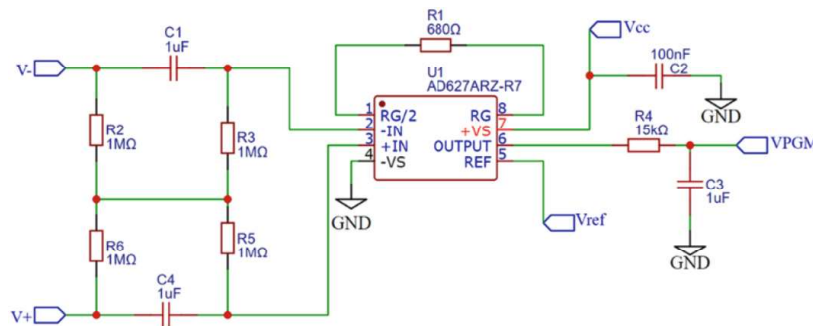 R1
680Ω
Vcc
C1
1uF
100nF
C2
V-
U1
AD627ARZ-R7
GND
1 RG/2 RG 8
2 -IN +VS 7
3 +IN OUTPUT 6
4 -VS REF 5
R2
1MΩ
R3
1MΩ
R4
15kΩ
VPGM
C3
1uF
GND
Vref
GND
R6
1MΩ
R5
1MΩ
C4
1uF
V+